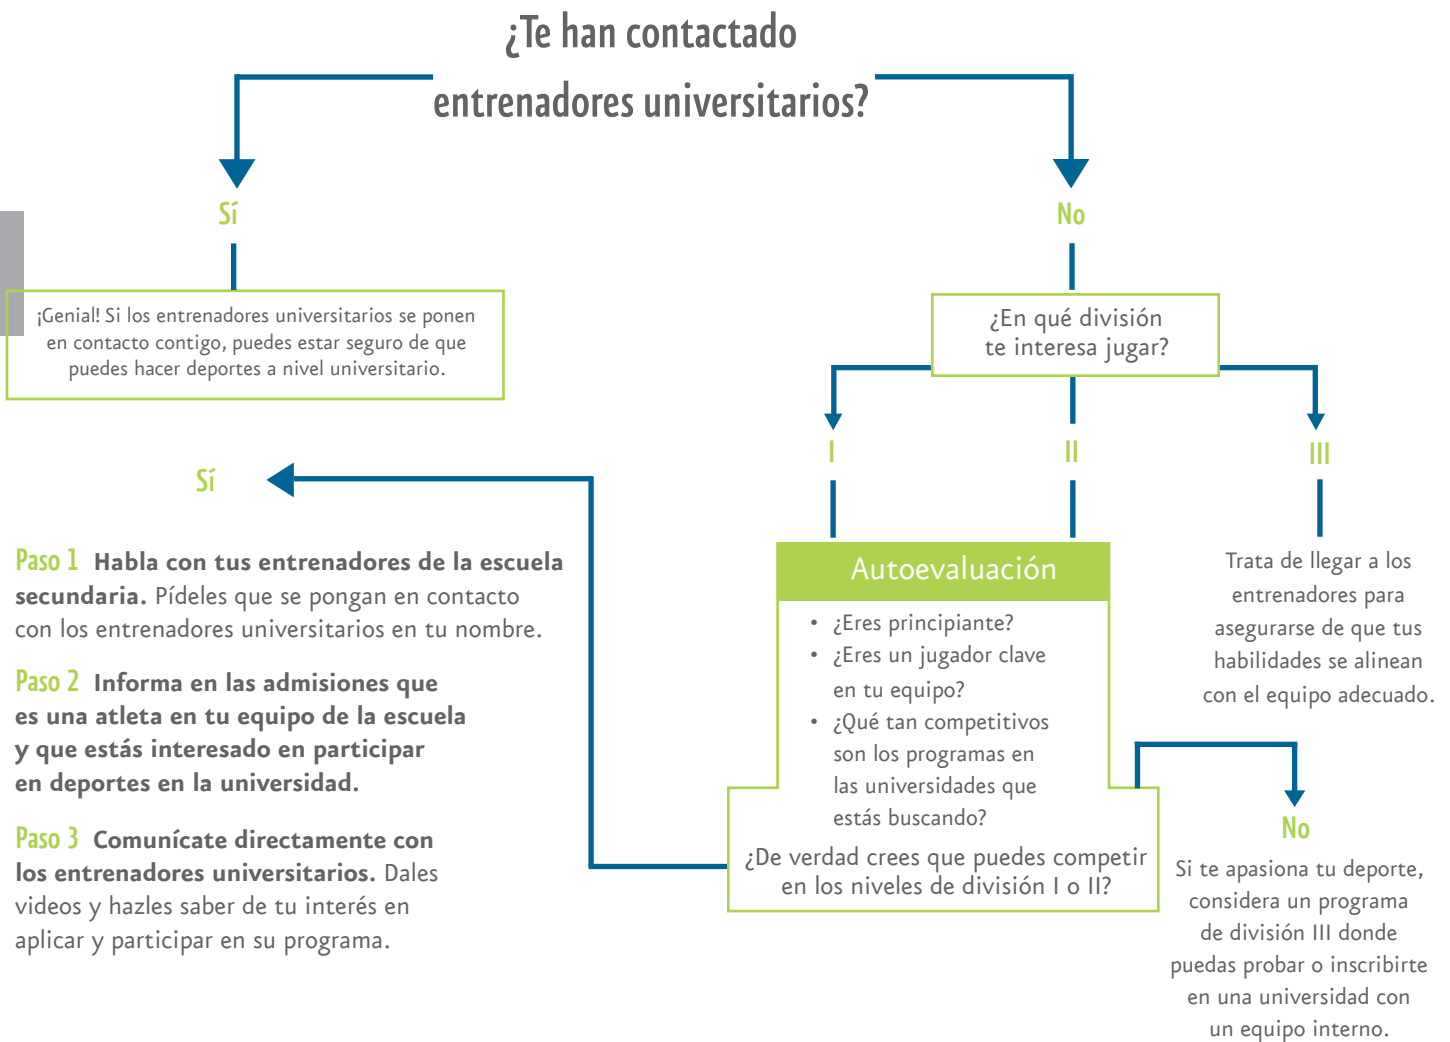 ¿Te han contactado
entrenadores universitarios?
Sí
No
¡Genial! Si los entrenadores universitarios se ponen
en contacto contigo, puedes estar seguro de que
puedes hacer deportes a nivel universitario.
¿En qué división
te interesa jugar?
I
II
III
Sí
Paso 1 Habla con tus entrenadores de la escuela
secundaria. Pídeles que se pongan en contacto
con los entrenadores universitarios en tu nombre.
Paso 2 Informa en las admisiones que
es una atleta en tu equipo de la escuela
y que estás interesado en participar
en deportes en la universidad.
Paso 3 Comunícate directamente con
los entrenadores universitarios. Dales
videos y hazles saber de tu interés en
aplicar y participar en su programa.
Autoevaluación
• ¿Eres principiante?
• ¿Eres un jugador clave
en tu equipo?
• ¿Qué tan competitivos
son los programas en
las universidades que
estás buscando?
¿De verdad crees que puedes competir
en los niveles de división I o II?
Trata de llegar a los
entrenadores para
asegurarse de que tus
habilidades se alinean
con el equipo adecuado.
No
Si te apasiona tu deporte,
considera un programa
de división III donde
puedas probar o inscribirte
en una universidad con
un equipo interno.